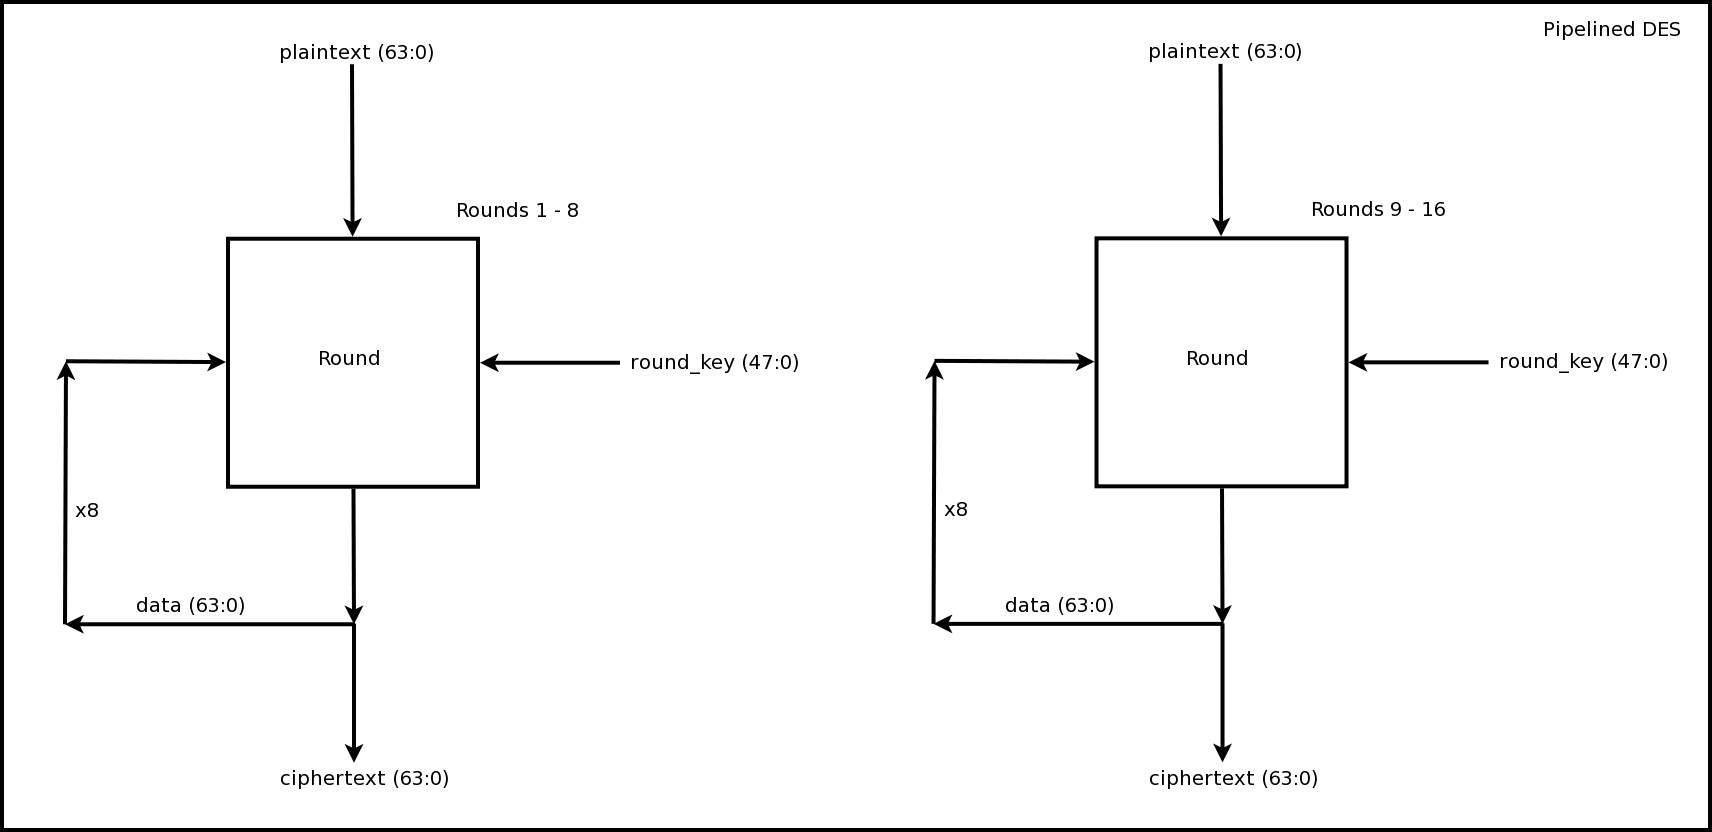 Pipelined DES
plaintext (63:0)
plaintext (63:0)
Rounds 1 - 8
Rounds 9 - 16
Round
round_key (47:0)
Round
round_key (47:0)
x8
x8
data (63:0)
data (63:0)
ciphertext (63:0)
ciphertext (63:0)